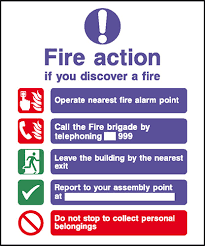 Fire action
if you discover a fire
Operate nearest fire alarm point
Call the Fire brigade by
telephoning 999
Leave the building by the nearest
exit
Report to your assembly point
at
Do not stop to collect personal
belongings